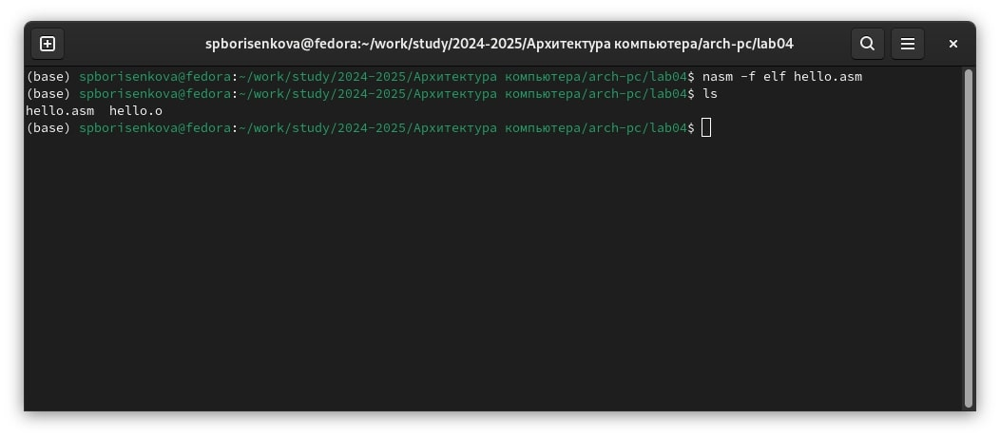 spborisenkova@fedora:~/work/study/2024-2025/Архитектура компьютера/arch-pc/lab04
(base) spborisenkova@fedora:~/work/study/2024-2025/Архитектура компьютера/arch-pc/lab04$ nasm -f elf hello.asm
(base) spborisenkova@fedora:~/work/study/2024-2025/Архитектура компьютера/arch-pc/lab04$ ls
hello.asm  hello.o
(base) spborisenkova@fedora:~/work/study/2024-2025/Архитектура компьютера/arch-pc/lab04$